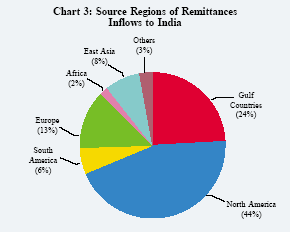 Chart 3: Source Regions of Remittances
Inflows to India
Others
(3%)
East Asia
(8%)
Africa
(2%)
Gulf
Countries
(24%)
Europe
(13%)
South
America
(6%)
North America
(44%)